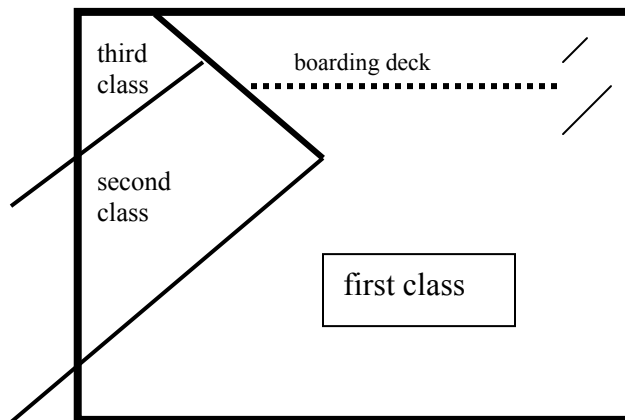 third
class
boarding deck
second
class
first class